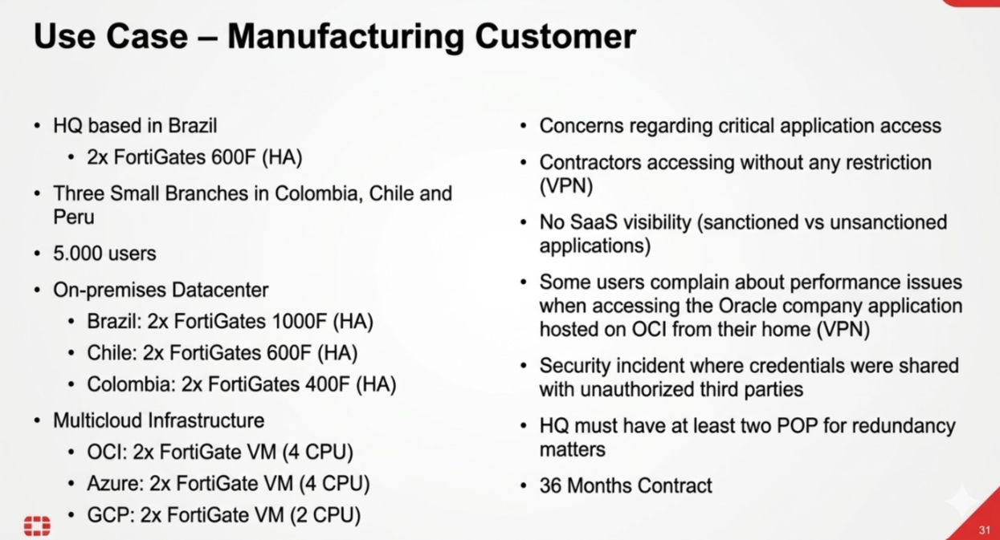 Use Case – Manufacturing Customer
• HQ based in Brazil
• 2x FortiGates 600F (HA)
• Three Small Branches in Colombia, Chile and
Peru
• 5.000 users
• On-premises Datacenter
• Brazil: 2x FortiGates 1000F (HA)
• Chile: 2x FortiGates 600F (HA)
• Colombia: 2x FortiGates 400F (HA)
• Multicloud Infrastructure
• OCI: 2x FortiGate VM (4 CPU)
• Azure: 2x FortiGate VM (4 CPU)
• GCP: 2x FortiGate VM (2 CPU)
• Concerns regarding critical application access
• Contractors accessing without any restriction
(VPN)
• No SaaS visibility (sanctioned vs unsanctioned
applications)
• Some users complain about performance issues
when accessing the Oracle company application
hosted on OCI from their home (VPN)
• Security incident where credentials were shared
with unauthorized third parties
• HQ must have at least two POP for redundancy
matters
• 36 Months Contract
31